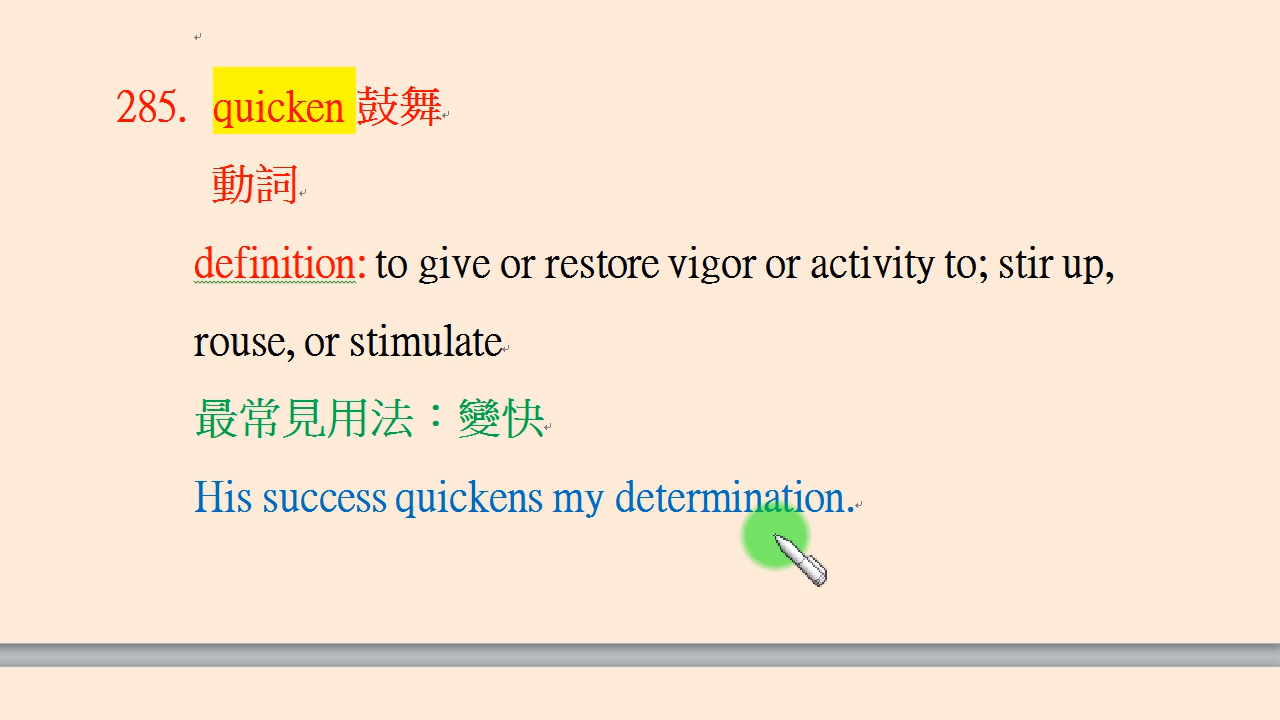 285. quicken 鼓舞
動詞
definition: to give or restore vigor or activity to; stir up,
rouse, or stimulate
最常見用法：變快
His success quickens my determination.